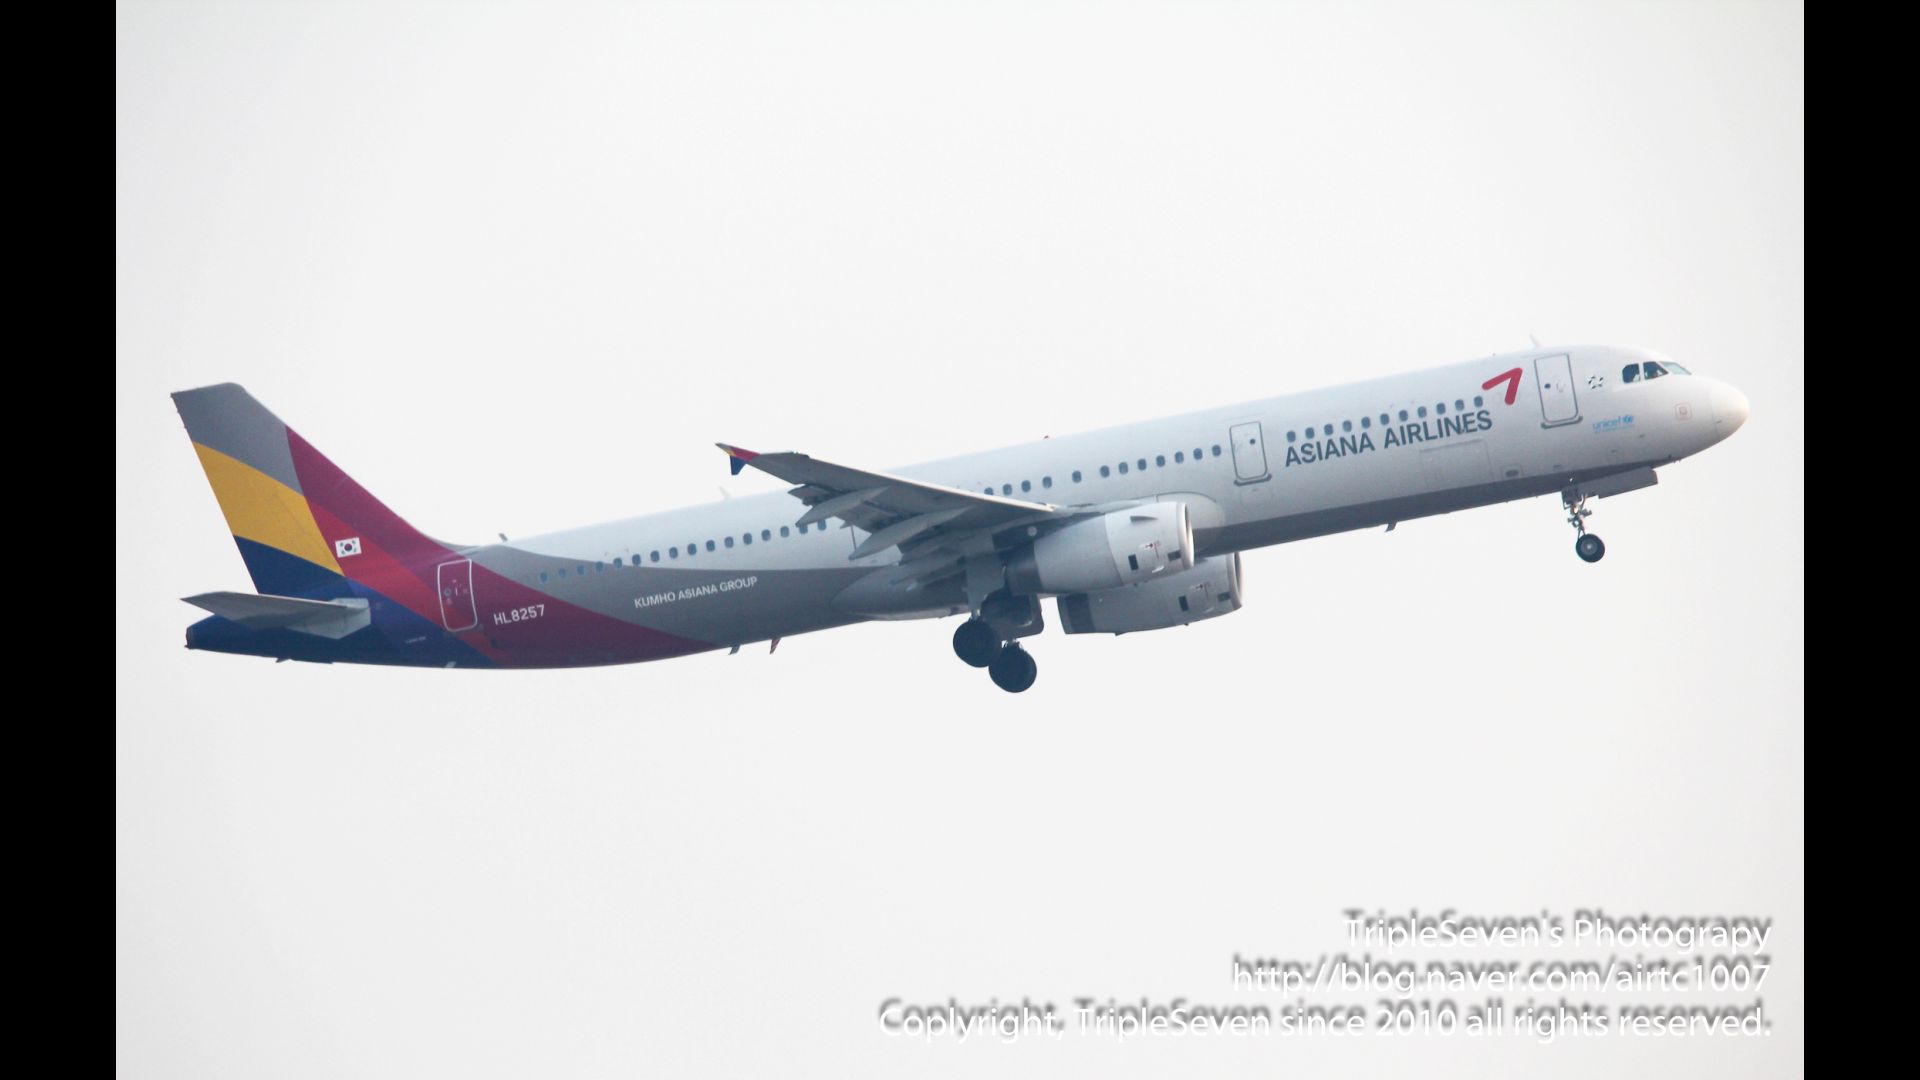 ASIANA AIRLINES
unicef
KUMHO ASIANA GROUP
HL8257
TripleSeven's Photograpy
http://blog.naver.com/airtc1007
Coplyright, TripleSeven since 2010 all rights reserved.